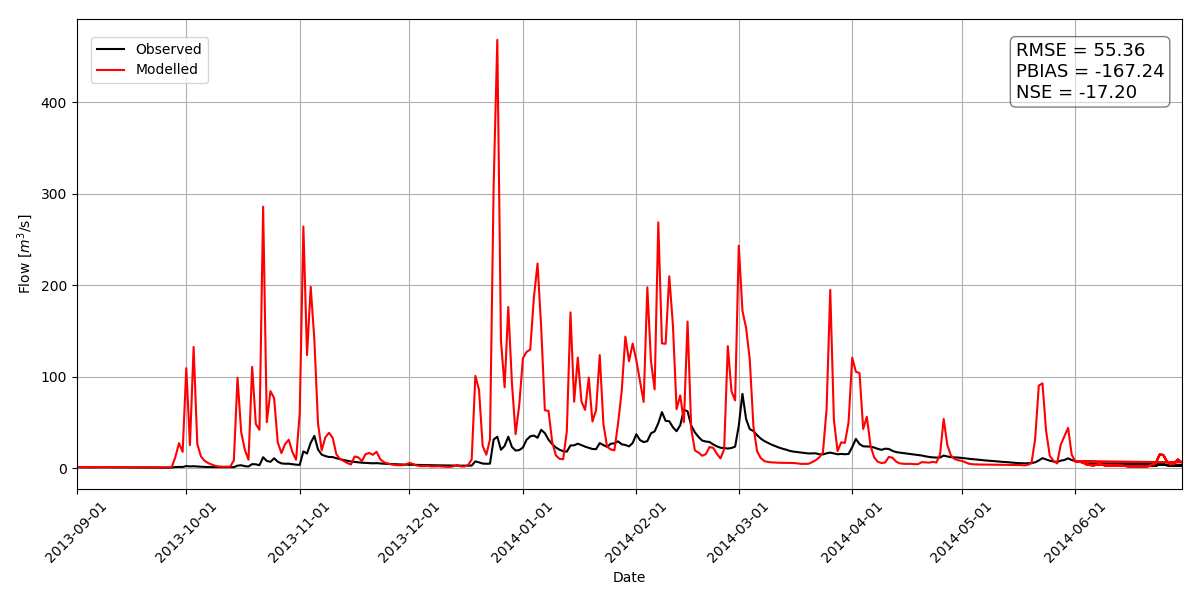 Observed
Modelled
RMSE = 55.36
PBIAS = -167.24
NSE = -17.20
Flow [m³/s]
400
300
200
100
0
2013-09-01
2013-10-01
2013-11-01
2013-12-01
2014-01-01
2014-02-01
2014-03-01
2014-04-01
2014-05-01
2014-06-01
Date